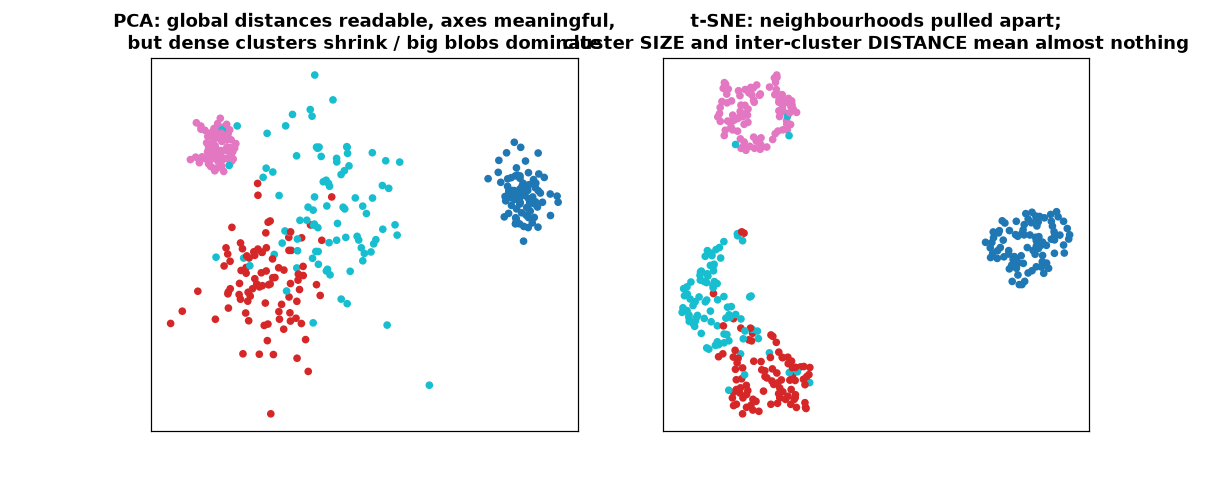 PCA: global distances readable, axes meaningful,
but dense clusters shrink / big blobs dominate
t-SNE: neighbourhoods pulled apart;
cluster SIZE and inter-cluster DISTANCE mean almost nothing